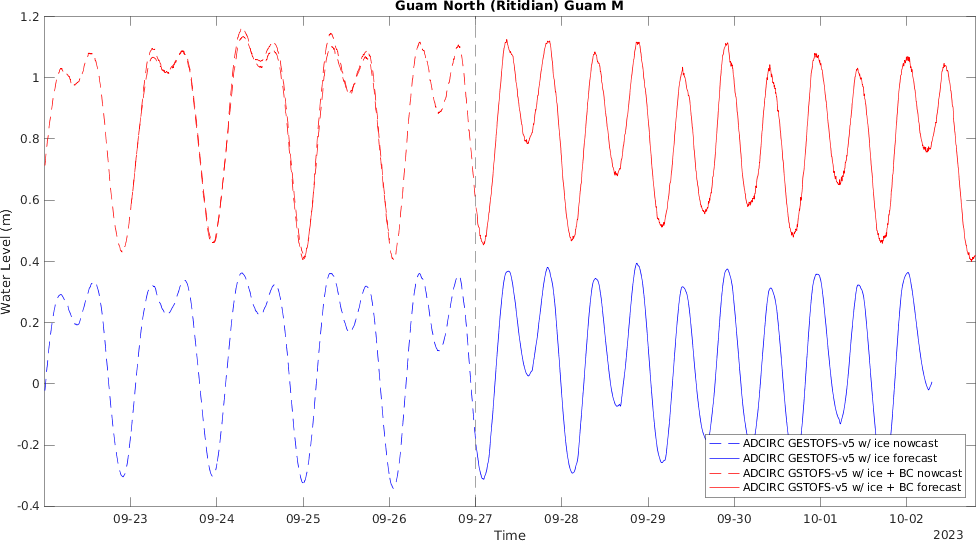 Guam North (Ritidian) Guam M
1.2
1
0.8
0.6
0.4
0.2
0
-0.2
-0.4
Water Level (m)
ADCIRC GESTOFS-v5 w/ ice nowcast
ADCIRC GESTOFS-v5 w/ ice forecast
ADCIRC GSTOFS-v5 w/ ice + BC nowcast
ADCIRC GSTOFS-v5 w/ ice + BC forecast
09-23 09-24 09-25 09-26 09-27 09-28 09-29 09-30 10-01 10-02
Time
2023